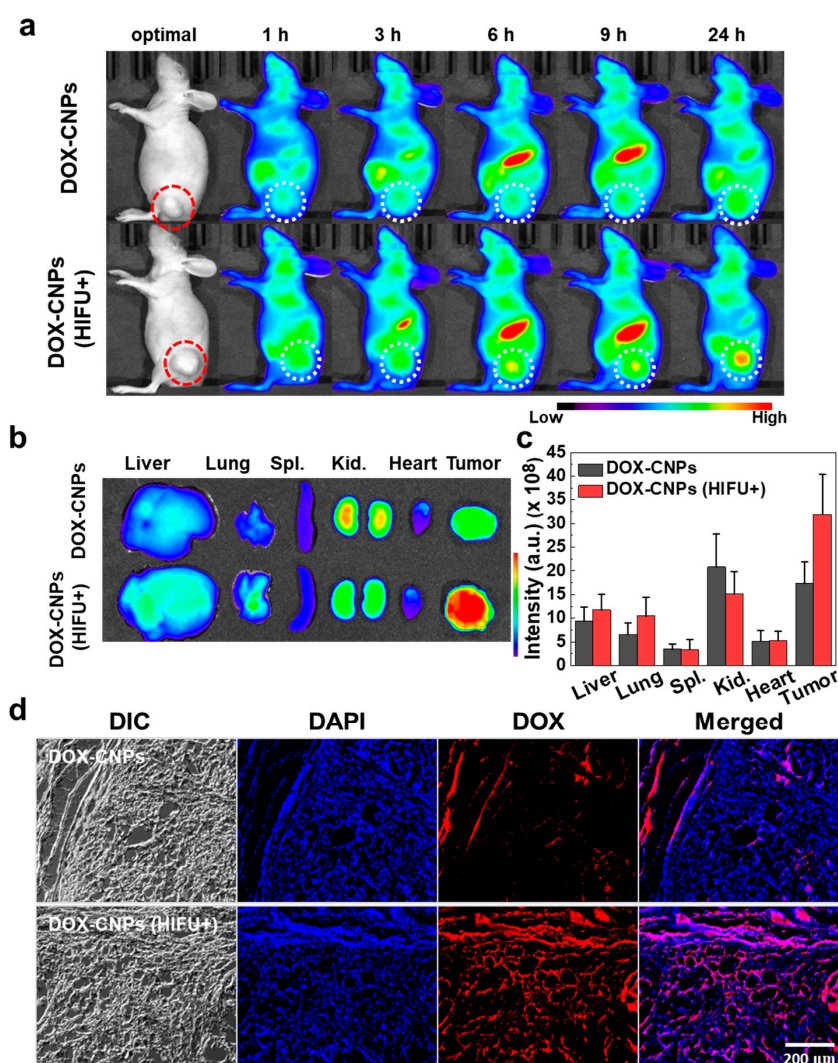 a
optimal 1 h 3 h 6 h 9 h 24 h
DOX-CNPs
DOX-CNPs
(HIFU+)
Low High
b
Liver Lung Spl. Kid. Heart Tumor
DOX-CNPs
DOX-CNPs
(HIFU+)
c
Intensity (a.u.) (x 10⁸)
45
40
35
30
25
20
15
10
5
0
DOX-CNPs
DOX-CNPs (HIFU+)
Liver Lung Spl. Kid. Heart Tumor
d
DIC DAPI DOX Merged
DOX-CNPs
DOX-CNPs (HIFU+)
200 μm